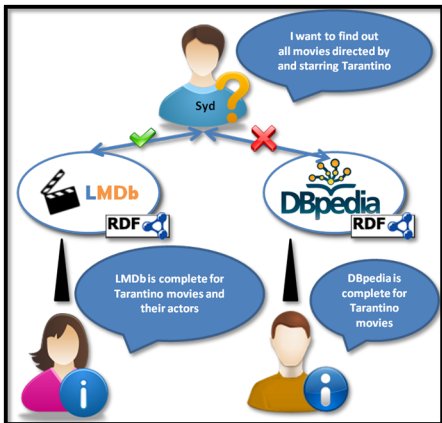 I want to find out
all movies directed by
and starring Tarantino
Syd
LMDb
RDF
DBpedia
RDF
LMDb is complete for
Tarantino movies and
their actors
DBpedia is
complete for
Tarantino
movies
i
i